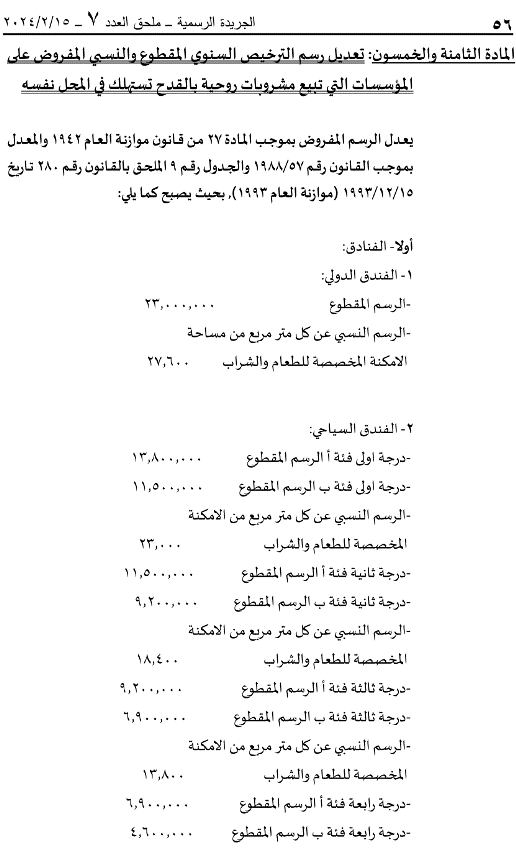 ٥٦ الجريدة الرسمية – ملحق العدد ٧ – ٢٠٢٤/٢/١٥
المادة الثامنة والخمسون: تعديل رسم الترخيص السنوي المقطوع والنسبي المفروض على
المؤسسات التي تبيع مشروبات روحية بالقدح تستهلك في المحل نفسه
يعدل الرسم المفروض بموجب المادة ٢٧ من قانون موازنة العام ١٩٤٢ والمعدل
بموجب القانون رقم ١٩٨٨/٥٧ والجدول رقم ٩ الملحق بالقانون رقم ٢٨٠ تاريخ
١٩٩٣/١٢/١٥ (موازنة العام ١٩٩٣)، بحيث يصبح كما يلي:
أولا- الفنادق:
١- الفندق الدولي:
-الرسم المقطوع ٢٣,٠٠٠,٠٠٠
-الرسم النسبي عن كل متر مربع من مساحة
الامكنة المخصصة للطعام والشراب ٢٧,٦٠٠
٢- الفندق السياحي:
-درجة اولى فئة أ الرسم المقطوع ١٣,٨٠٠,٠٠٠
-درجة اولى فئة ب الرسم المقطوع ١١,٥٠٠,٠٠٠
-الرسم النسبي عن كل متر مربع من الامكنة
المخصصة للطعام والشراب ٢٣,٠٠٠
-درجة ثانية فئة أ الرسم المقطوع ١١,٥٠٠,٠٠٠
-درجة ثانية فئة ب الرسم المقطوع ٩,٢٠٠,٠٠٠
-الرسم النسبي عن كل متر مربع من الامكنة
المخصصة للطعام والشراب ١٨,٤٠٠
-درجة ثالثة فئة أ الرسم المقطوع ٩,٢٠٠,٠٠٠
-درجة ثالثة فئة ب الرسم المقطوع ٦,٩٠٠,٠٠٠
-الرسم النسبي عن كل متر مربع من الامكنة
المخصصة للطعام والشراب ١٣,٨٠٠
-درجة رابعة فئة أ الرسم المقطوع ٦,٩٠٠,٠٠٠
-درجة رابعة فئة ب الرسم المقطوع ٤,٦٠٠,٠٠٠